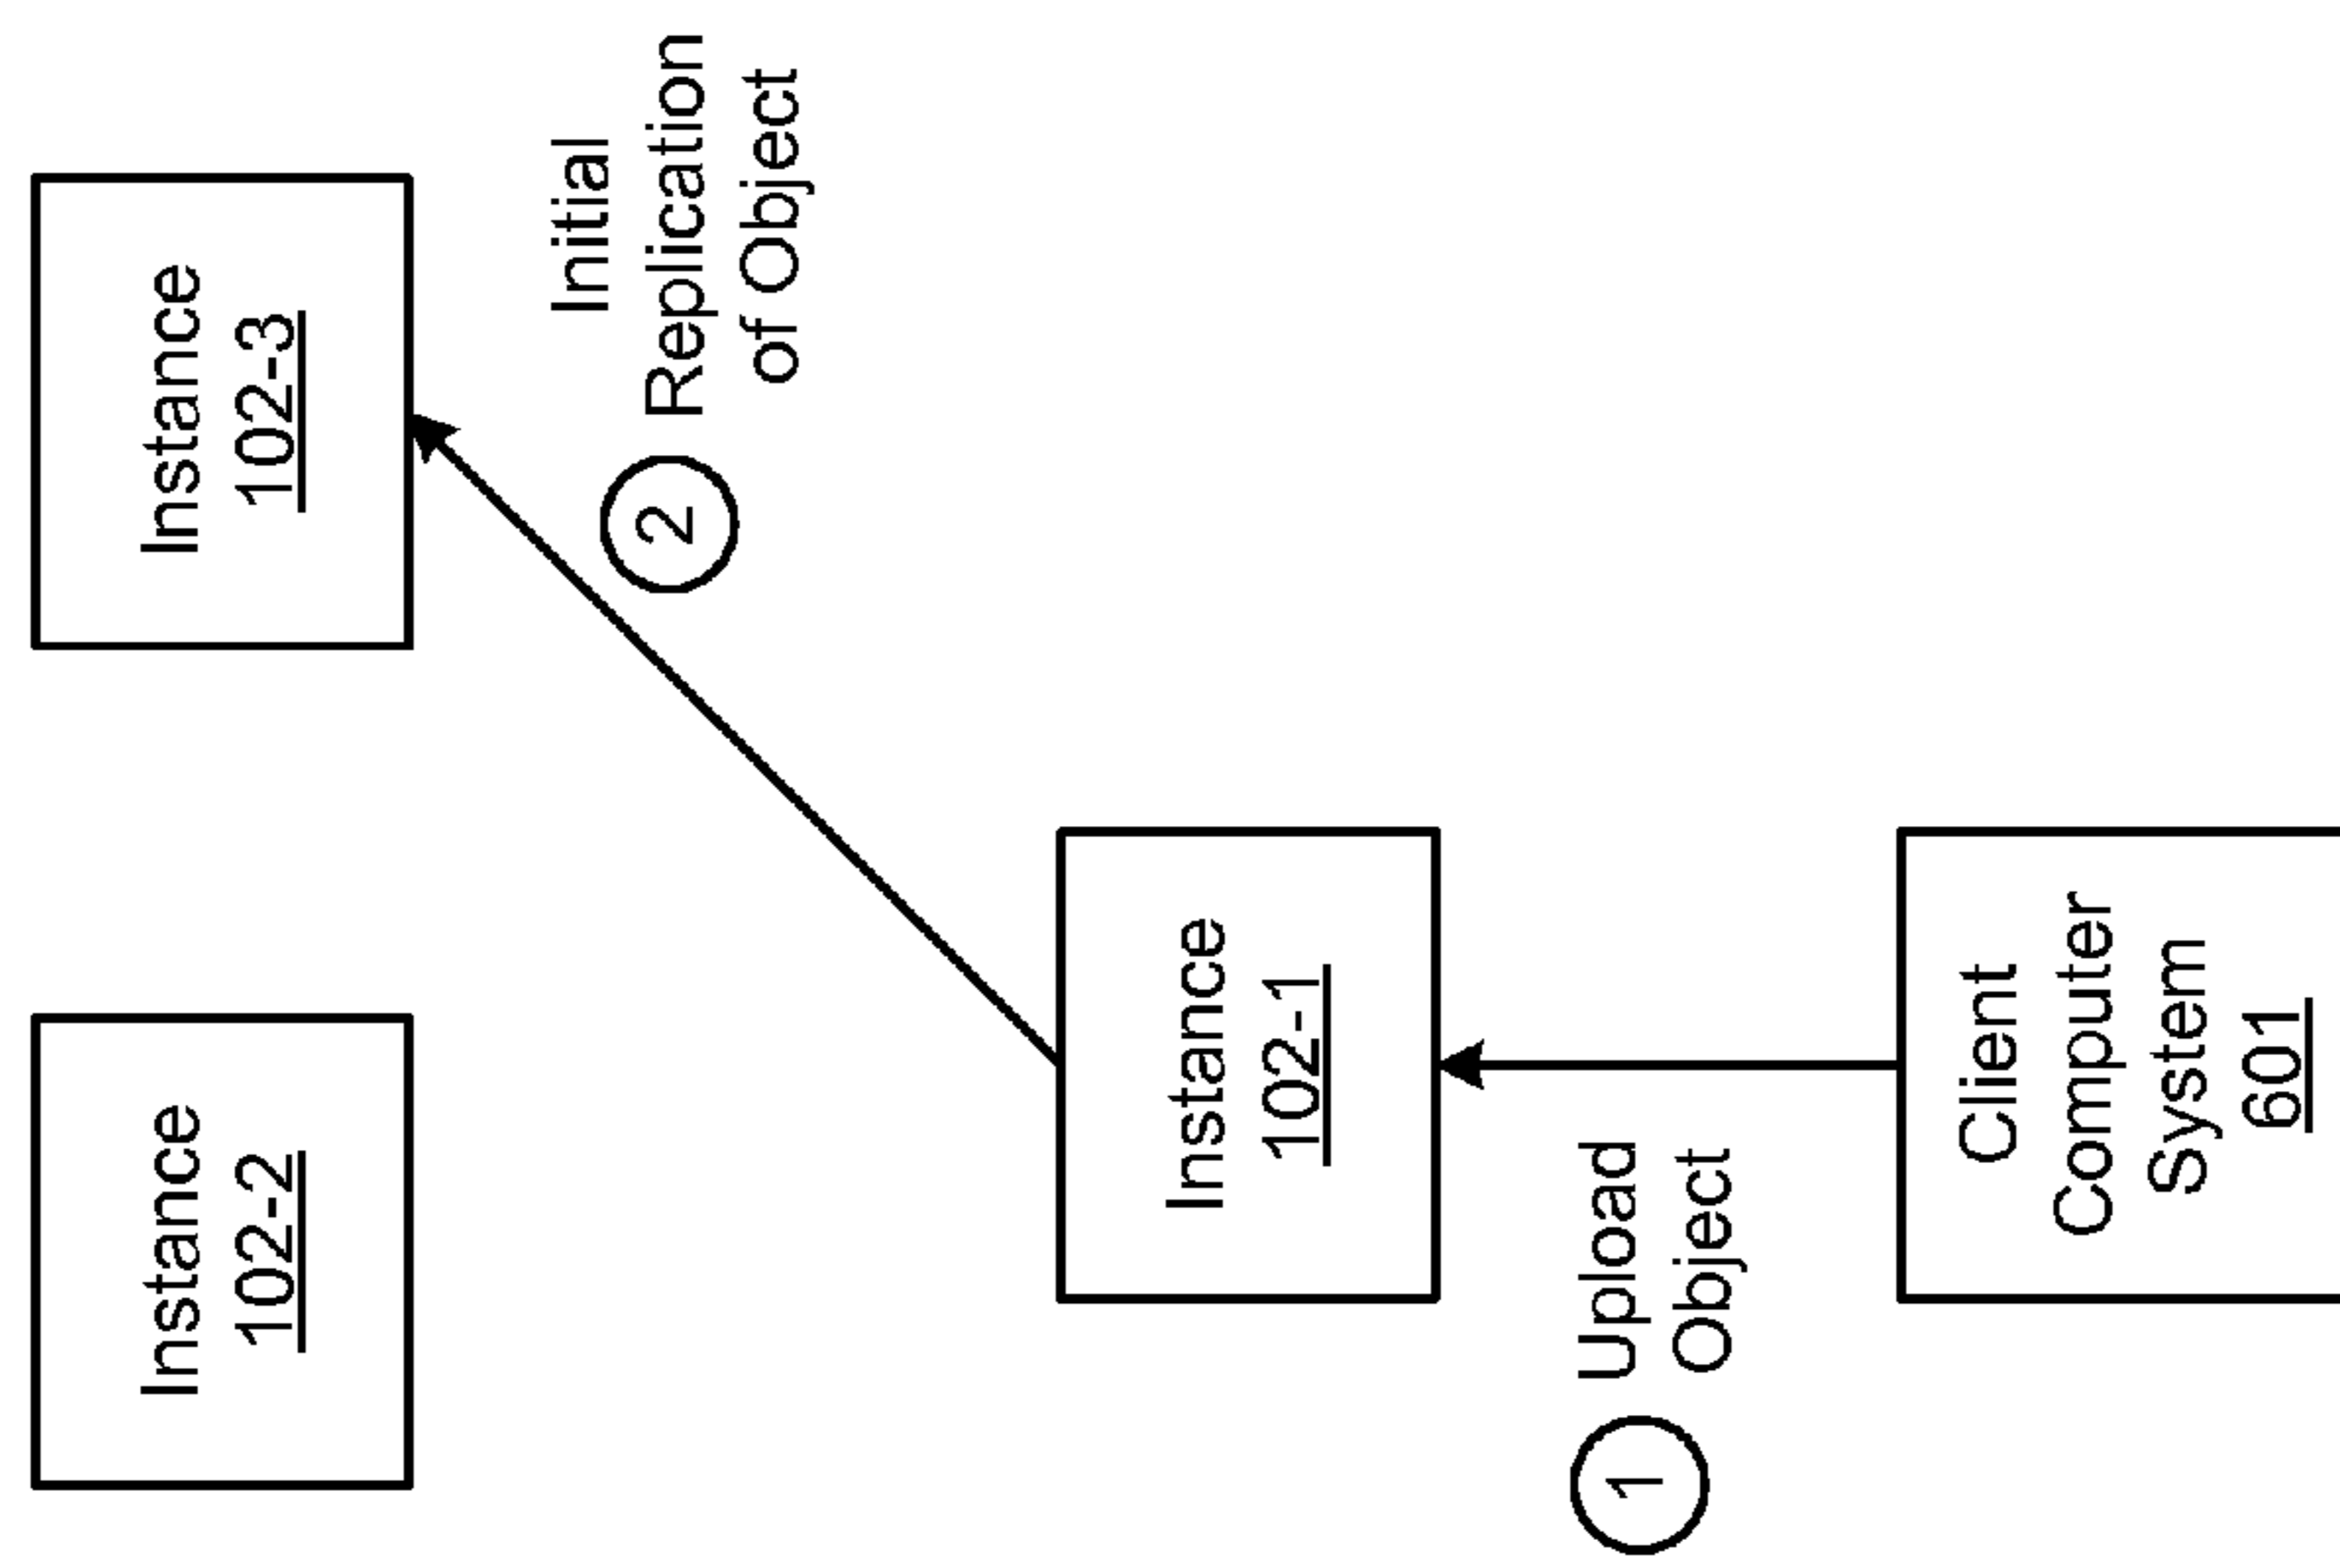 Instance
102-2
Instance
102-3
2
Initial
Replication
of Object
Instance
102-1
1
Upload
Object
Client
Computer
System
601